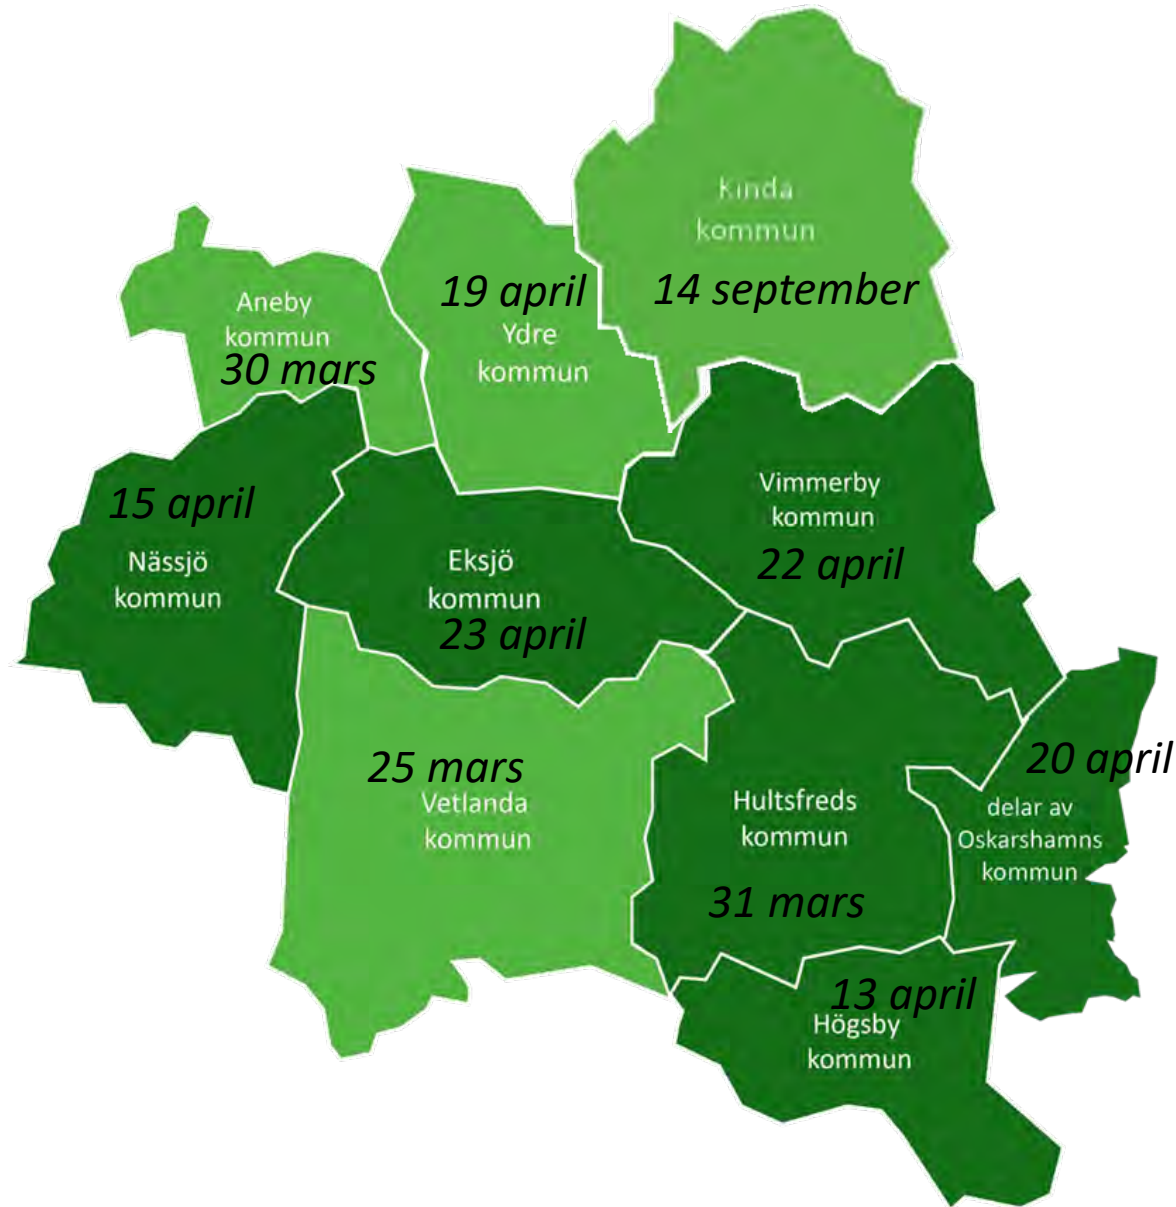 Kinda
kommun
14 september
19 april
Ydre
kommun
Aneby
kommun
30 mars
15 april
Nässjö
kommun
Eksjö
kommun
23 april
Vimmerby
kommun
22 april
25 mars
Vetlanda
kommun
Hultsfreds
kommun
31 mars
20 april
delar av
Oskarshamns
kommun
13 april
Högsby
kommun